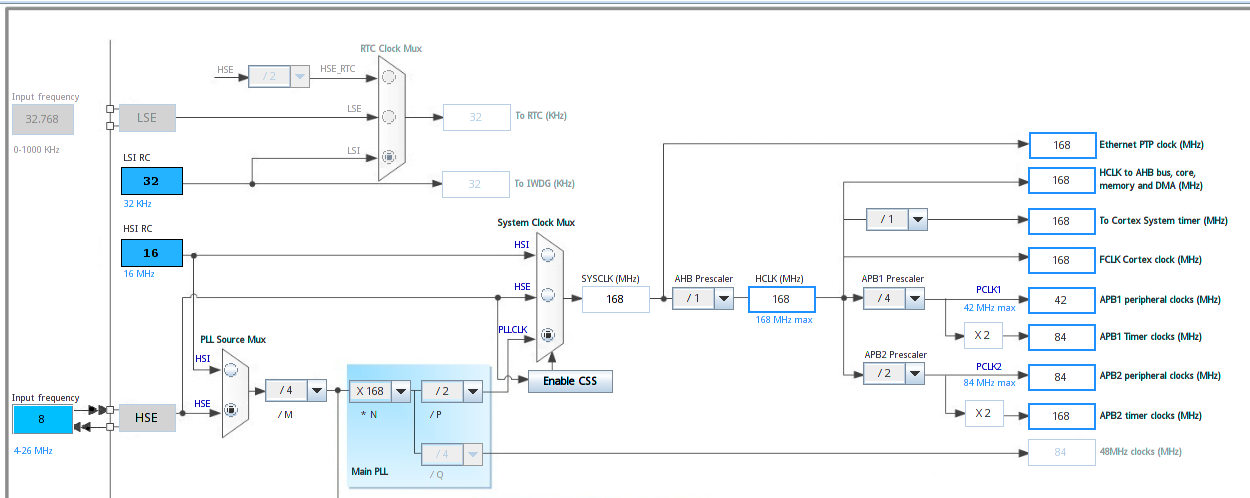 RTC Clock Mux
HSE
/ 2
HSE_RTC
Input frequency
32.768
0-1000 KHz
LSE
LSE
32
To RTC (KHz)
LSI RC
32
32 KHz
LSI
32
To IWDG (KHz)
HSI RC
16
16 MHz
System Clock Mux
HSI
HSE
PLLCLK
SYSCLK (MHz)
168
AHB Prescaler
/ 1
HCLK (MHz)
168
168 MHz max
168
Ethernet PTP clock (MHz)
168
HCLK to AHB bus, core,
memory and DMA (MHz)
/ 1
168
To Cortex System timer (MHz)
168
FCLK Cortex clock (MHz)
APB1 Prescaler
/ 4
PCLK1
42 MHz max
42
APB1 peripheral clocks (MHz)
X 2
84
APB1 Timer clocks (MHz)
APB2 Prescaler
/ 2
PCLK2
84 MHz max
84
APB2 peripheral clocks (MHz)
X 2
168
APB2 timer clocks (MHz)
PLL Source Mux
HSI
HSE
Input frequency
8
4-26 MHz
HSE
/ 4
/ M
X 168
* N
/ 2
/ P
/ 4
/ Q
Main PLL
Enable CSS
84
48MHz clocks (MHz)